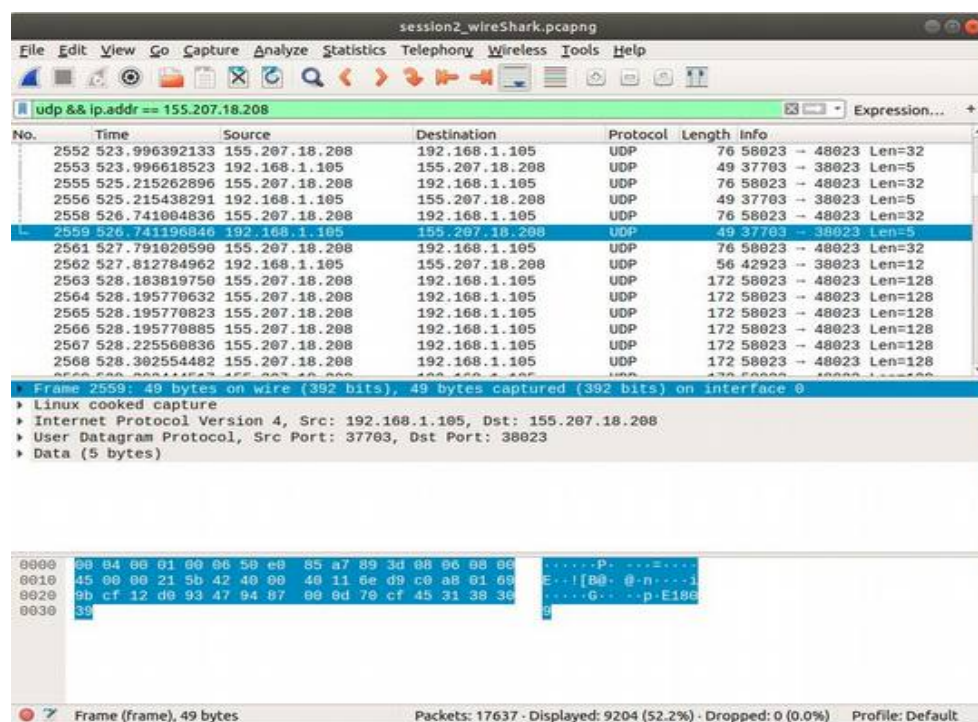 session2_wireShark.pcapng
File Edit View Go Capture Analyze Statistics Telephony Wireless Tools Help
udp && ip.addr == 155.207.18.208 Expression... +
No. Time Source Destination Protocol Length Info
2552 523.996392133 155.207.18.208 192.168.1.105 UDP 76 58023 → 48023 Len=32
2553 523.996618523 192.168.1.105 155.207.18.208 UDP 49 37703 → 38023 Len=5
2555 525.215262896 155.207.18.208 192.168.1.105 UDP 76 58023 → 48023 Len=32
2556 525.215438291 192.168.1.105 155.207.18.208 UDP 49 37703 → 38023 Len=5
2558 526.741004836 155.207.18.208 192.168.1.105 UDP 76 58023 → 48023 Len=32
2559 526.741196846 192.168.1.105 155.207.18.208 UDP 49 37703 → 38023 Len=5
2561 527.791020590 155.207.18.208 192.168.1.105 UDP 76 58023 → 48023 Len=32
2562 527.812784962 192.168.1.105 155.207.18.208 UDP 56 42923 → 38023 Len=12
2563 528.183819750 155.207.18.208 192.168.1.105 UDP 172 58023 → 48023 Len=128
2564 528.195770632 155.207.18.208 192.168.1.105 UDP 172 58023 → 48023 Len=128
2565 528.195770823 155.207.18.208 192.168.1.105 UDP 172 58023 → 48023 Len=128
2566 528.195770885 155.207.18.208 192.168.1.105 UDP 172 58023 → 48023 Len=128
2567 528.225560836 155.207.18.208 192.168.1.105 UDP 172 58023 → 48023 Len=128
2568 528.302554482 155.207.18.208 192.168.1.105 UDP 172 58023 → 48023 Len=128
Frame 2559: 49 bytes on wire (392 bits), 49 bytes captured (392 bits) on interface 0
Linux cooked capture
Internet Protocol Version 4, Src: 192.168.1.105, Dst: 155.207.18.208
User Datagram Protocol, Src Port: 37703, Dst Port: 38023
Data (5 bytes)
0000 00 04 00 01 00 06 50 e0 85 a7 89 3d 08 06 08 00 ······P· ···=····
0010 45 00 00 21 5b 42 40 00 40 11 6e d9 c0 a8 01 69 E··![B@· @·n····i
0020 9b cf 12 d0 93 47 94 87 00 0d 70 cf 45 31 38 30 ·····G·· ··p·E180
0030 39 9
Frame (frame), 49 bytes Packets: 17637 · Displayed: 9204 (52.2%) · Dropped: 0 (0.0%) Profile: Default